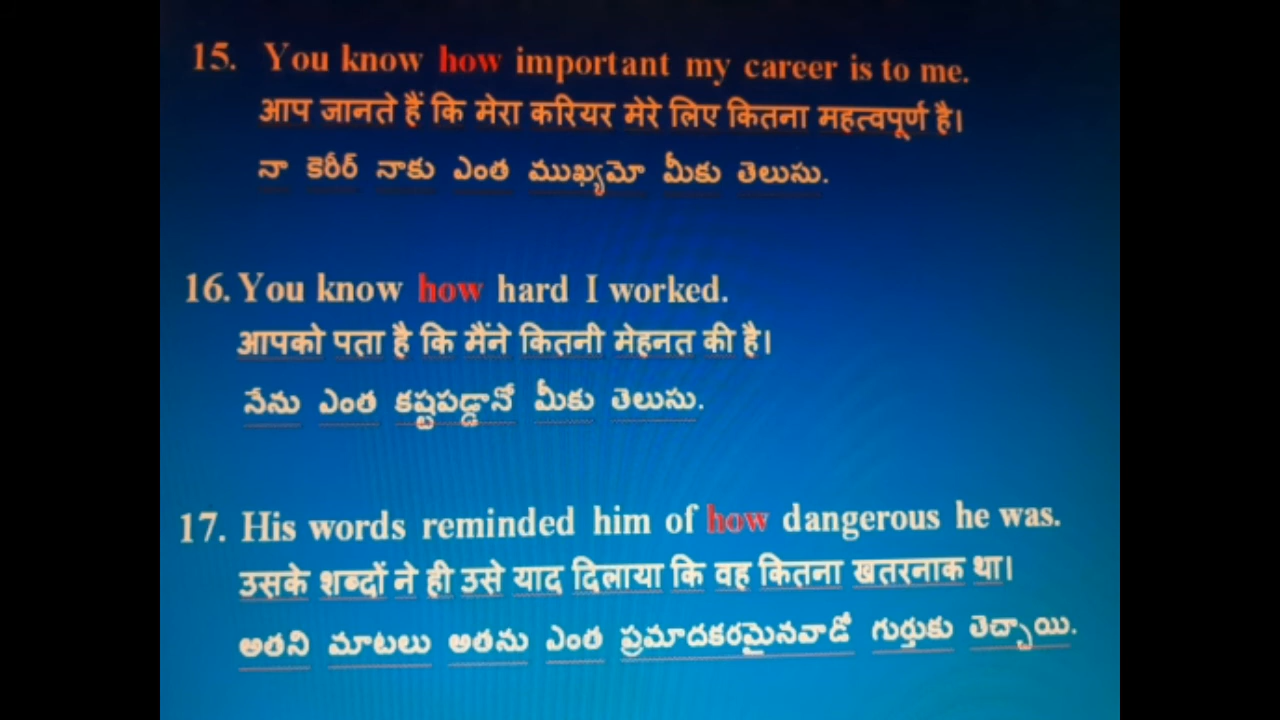 15. You know how important my career is to me.
आप जानते हैं कि मेरा करियर मेरे लिए कितना महत्वपूर्ण है।
నా కెరీర్ నాకు ఎంత ముఖ్యమో మీకు తెలుసు.
16. You know how hard I worked.
आपको पता है कि मैंने कितनी मेहनत की है।
నేను ఎంత కష్టపడ్డానో మీకు తెలుసు.
17. His words reminded him of how dangerous he was.
उसके शब्दों ने ही उसे याद दिलाया कि वह कितना खतरनाक था।
అతని మాటలు అతను ఎంత ప్రమాదకరమైనవాడో గుర్తుకు తెచ్చాయి.